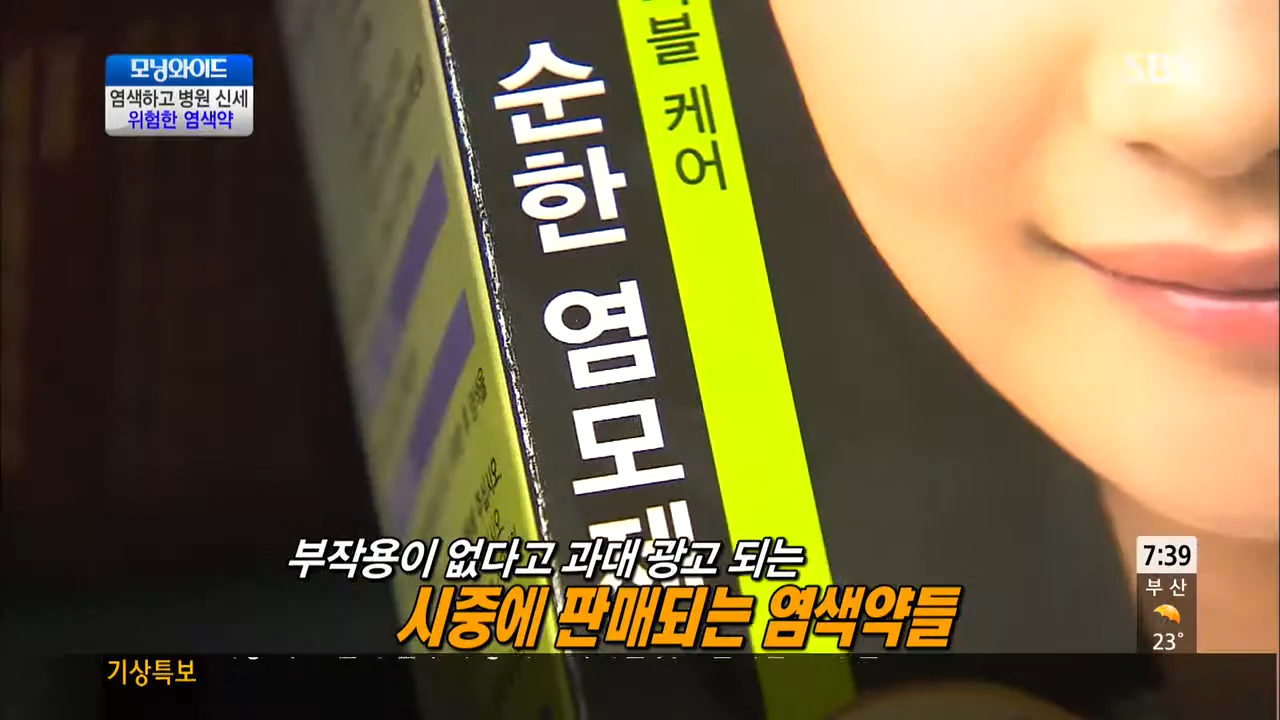 모닝와이드
염색하고 병원 신세
위험한 염색약
SBS
블 케어
순한 염모제
부작용이 없다고 과대 광고 되는
시중에 판매되는 염색약들
7:39
부산
23°
기상특보